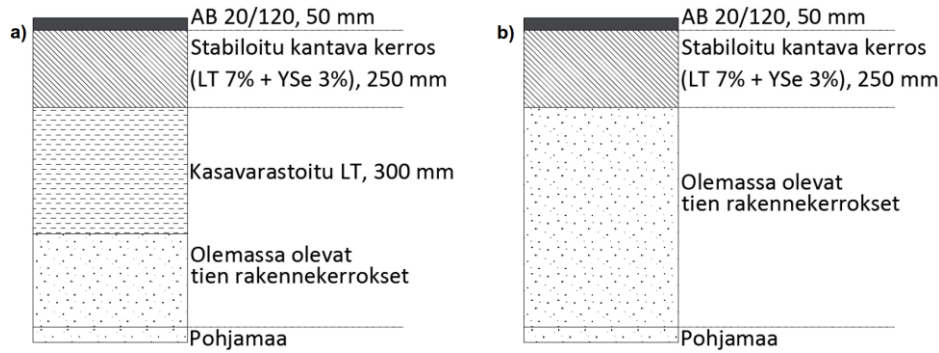 a)
AB 20/120, 50 mm
Stabiloitu kantava kerros
(LT 7% + YSe 3%), 250 mm
Kasavarastoitu LT, 300 mm
Olemassa olevat
tien rakennekerrokset
Pohjamaa
b)
AB 20/120, 50 mm
Stabiloitu kantava kerros
(LT 7% + YSe 3%), 250 mm
Olemassa olevat
tien rakennekerrokset
Pohjamaa